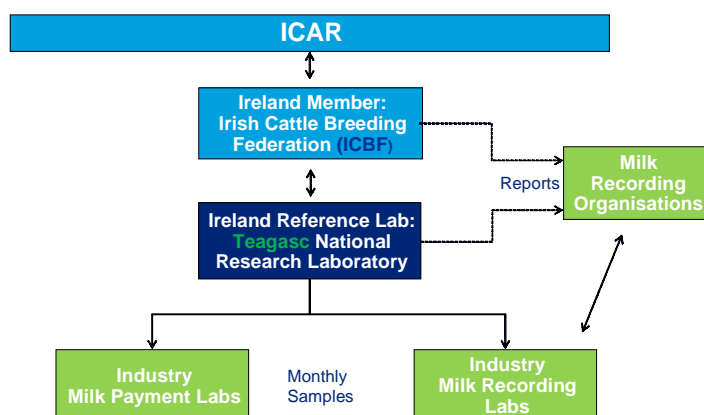 ICAR
Ireland Member:
Irish Cattle Breeding
Federation (ICBF)
Milk
Recording
Organisations
Reports
Ireland Reference Lab:
Teagasc National
Research Laboratory
Industry
Milk Payment Labs
Monthly
Samples
Industry
Milk Recording
Labs